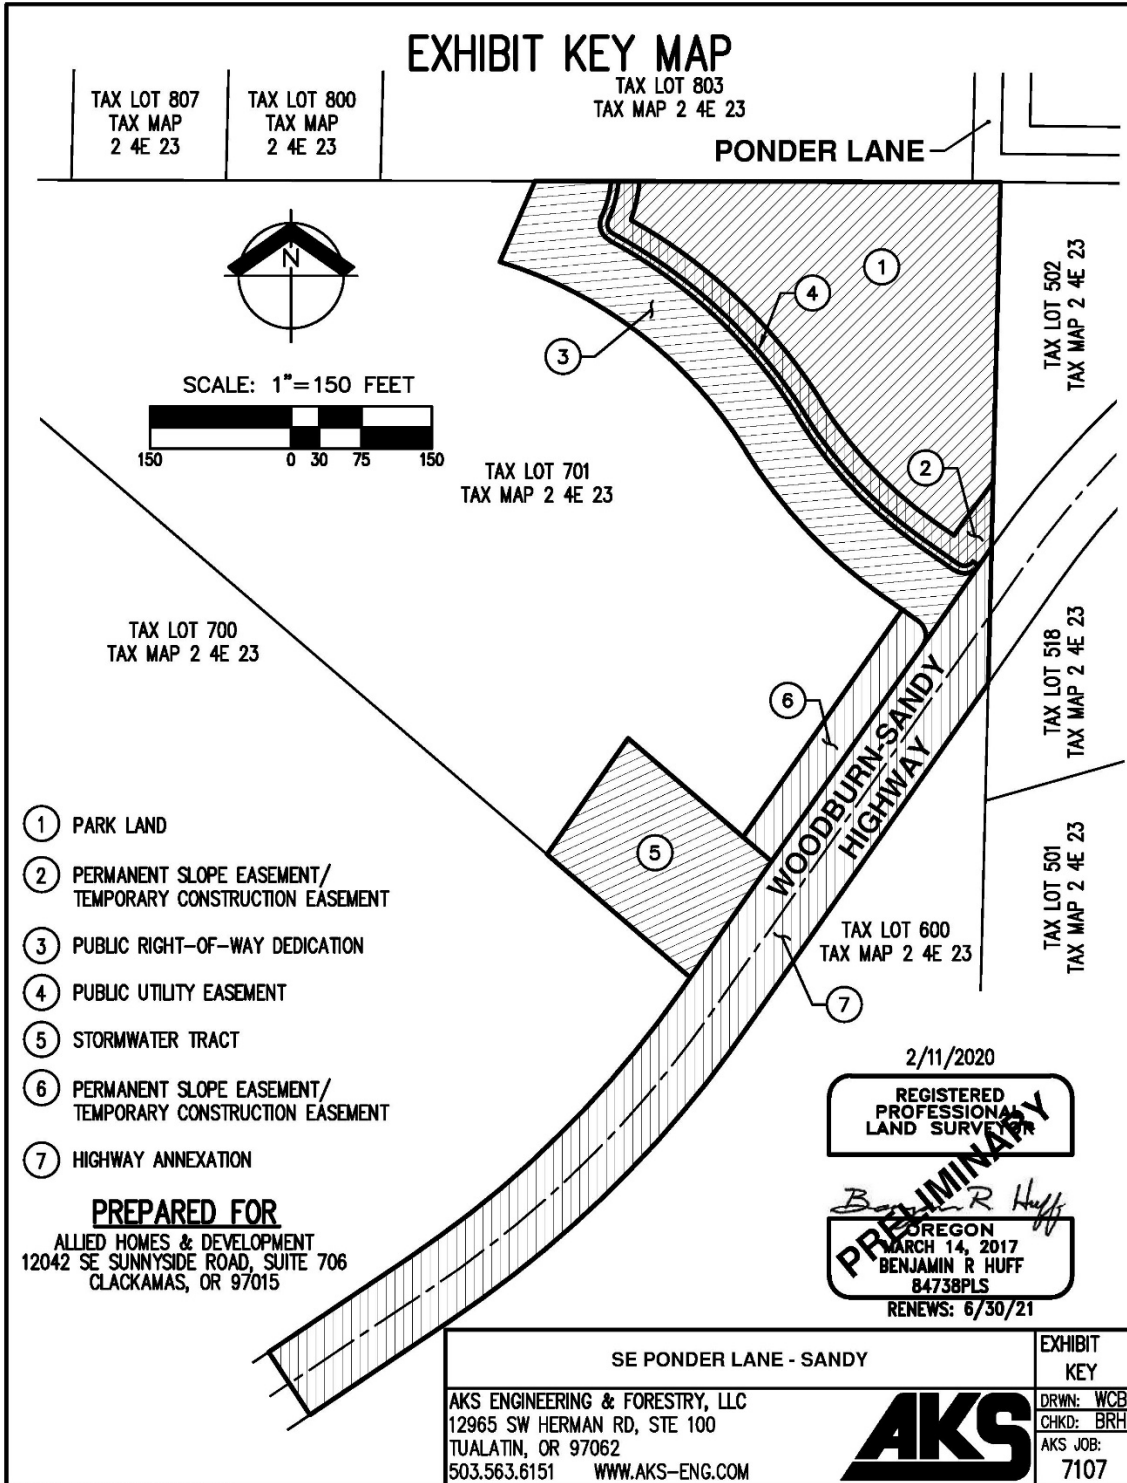 EXHIBIT KEY MAP
TAX LOT 807
TAX MAP
2 4E 23
TAX LOT 800
TAX MAP
2 4E 23
TAX LOT 803
TAX MAP 2 4E 23
PONDER LANE
N
SCALE: 1"=150 FEET
150 0 30 75 150
1
4
3
2
TAX LOT 502
TAX MAP 2 4E 23
TAX LOT 701
TAX MAP 2 4E 23
TAX LOT 700
TAX MAP 2 4E 23
TAX LOT 518
TAX MAP 2 4E 23
6
WOODBURN-SANDY
HIGHWAY
5
TAX LOT 501
TAX MAP 2 4E 23
TAX LOT 600
TAX MAP 2 4E 23
7
1 PARK LAND
2 PERMANENT SLOPE EASEMENT/
TEMPORARY CONSTRUCTION EASEMENT
3 PUBLIC RIGHT-OF-WAY DEDICATION
4 PUBLIC UTILITY EASEMENT
5 STORMWATER TRACT
6 PERMANENT SLOPE EASEMENT/
TEMPORARY CONSTRUCTION EASEMENT
7 HIGHWAY ANNEXATION
PREPARED FOR
ALLIED HOMES & DEVELOPMENT
12042 SE SUNNYSIDE ROAD, SUITE 706
CLACKAMAS, OR 97015
2/11/2020
REGISTERED
PROFESSIONAL
LAND SURVEYOR
PRELIMINARY
Benjamin R Huff
OREGON
MARCH 14, 2017
BENJAMIN R HUFF
84738PLS
RENEWS: 6/30/21
SE PONDER LANE - SANDY
EXHIBIT
KEY
AKS ENGINEERING & FORESTRY, LLC
12965 SW HERMAN RD, STE 100
TUALATIN, OR 97062
503.563.6151 WWW.AKS-ENG.COM
AKS
DRWN: WCB
CHKD: BRH
AKS JOB:
7107